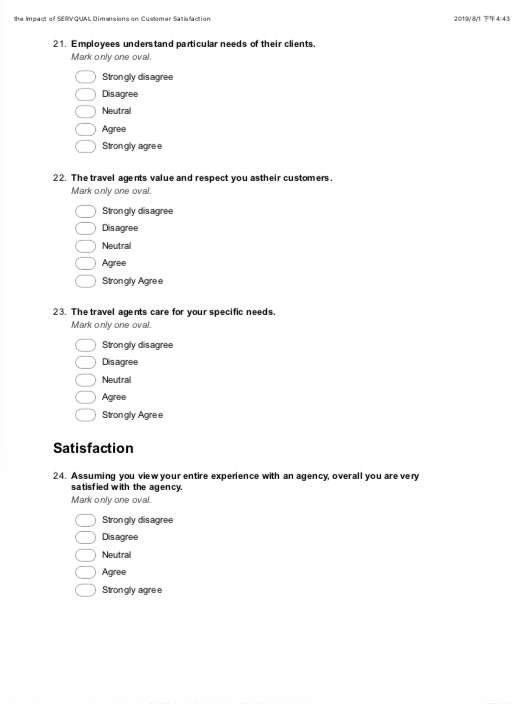 the Impact of SERVQUAL Dimensions on Customer Satisfaction 2019/8/1 下午4:43
21. Employees understand particular needs of their clients.
Mark only one oval.
Strongly disagree
Disagree
Neutral
Agree
Strongly agree
22. The travel agents value and respect you astheir customers.
Mark only one oval.
Strongly disagree
Disagree
Neutral
Agree
Strongly Agree
23. The travel agents care for your specific needs.
Mark only one oval.
Strongly disagree
Disagree
Neutral
Agree
Strongly Agree
Satisfaction
24. Assuming you view your entire experience with an agency, overall you are very
satisfied with the agency.
Mark only one oval.
Strongly disagree
Disagree
Neutral
Agree
Strongly agree